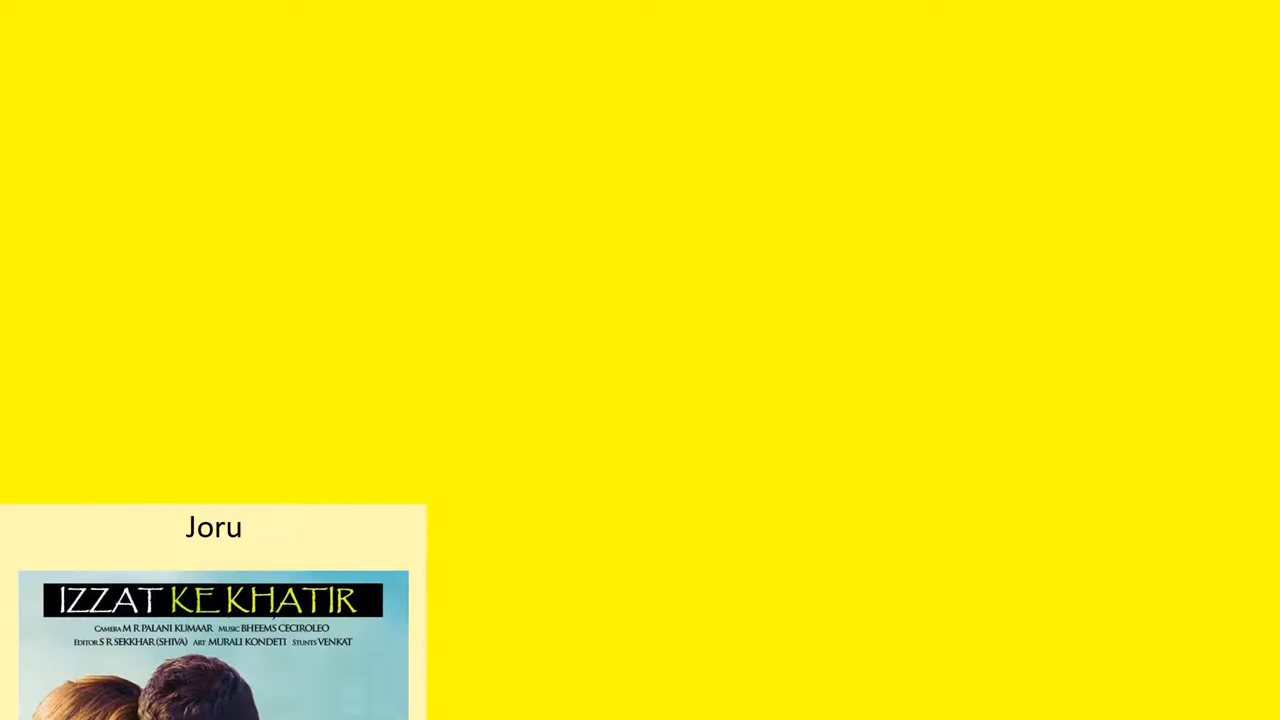 Joru
IZZAT KE KHATIR
CAMERA M R PALANI KUMAAR MUSIC BHEEMS CECIROLEO
EDITOR S R SEKKHAR (SHIVA) ART MURALI KONDETI STUNTS VENKAT